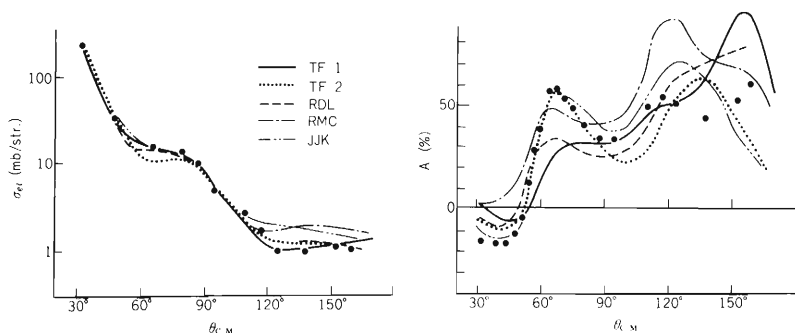 100
10
1
σel (mb/str.)
30° 60° 90° 120° 150°
θC M
TF 1
TF 2
RDL
RMC
JJK
50
0
A (%)
30° 60° 90° 120° 150°
θC M